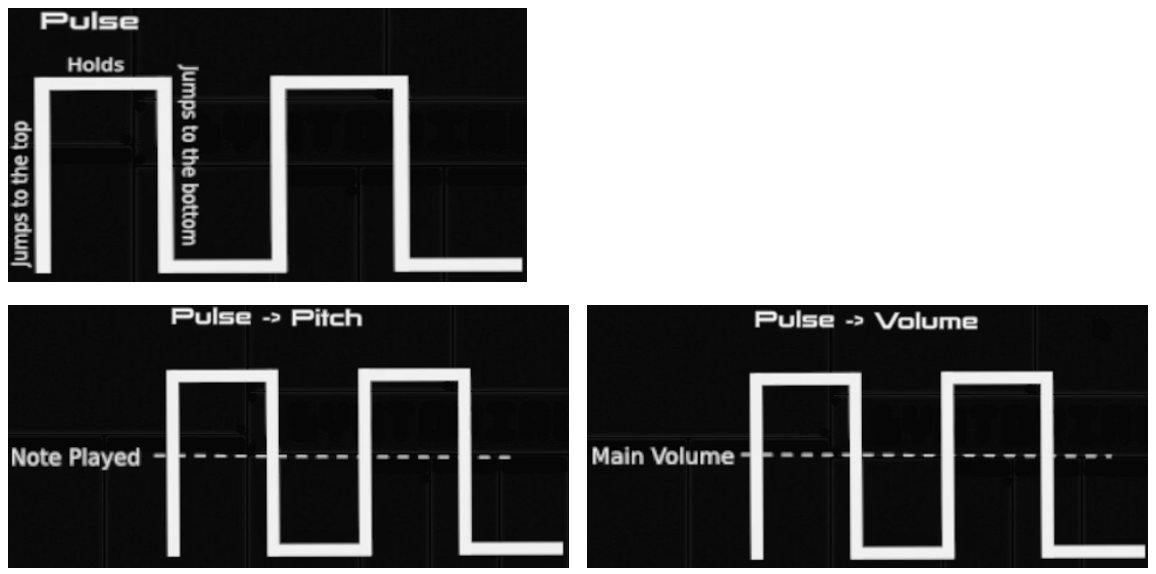 Pulse
Holds
Jumps to the top
Jumps to the bottom
Pulse -> Pitch
Note Played
Pulse -> Volume
Main Volume